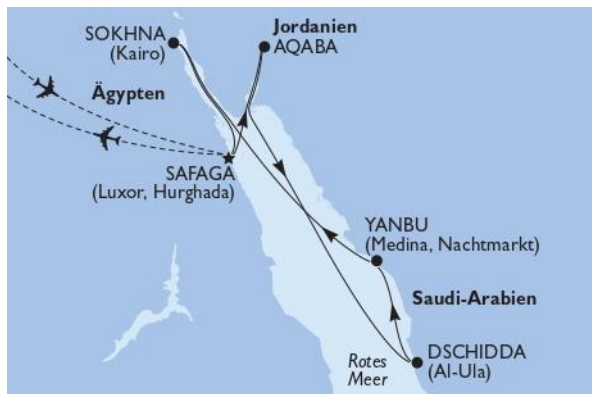 SOKHNA
(Kairo)
Jordanien
AQABA
Ägypten
SAFAGA
(Luxor, Hurghada)
YANBU
(Medina, Nachtmarkt)
Saudi-Arabien
DSCHIDDA
(Al-Ula)
Rotes
Meer